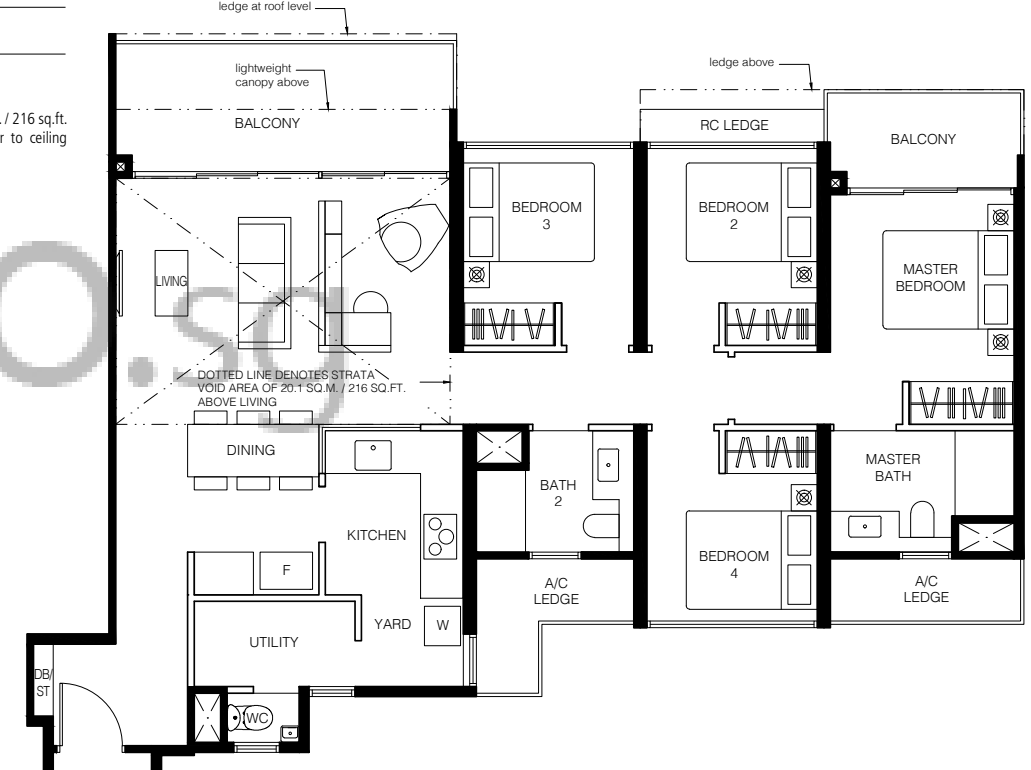 ledge at roof level
lightweight
canopy above
ledge above
. / 216 sq.ft.
r to ceiling
BALCONY
RC LEDGE
BALCONY
BEDROOM
3
BEDROOM
2
MASTER
BEDROOM
LIVING
o.sg
DOTTED LINE DENOTES STRATA
VOID AREA OF 20.1 SQ.M. / 216 SQ.FT.
ABOVE LIVING
DINING
MASTER
BATH
BATH
2
KITCHEN
BEDROOM
4
F
A/C
LEDGE
A/C
LEDGE
YARD
W
UTILITY
DB/
ST
WC